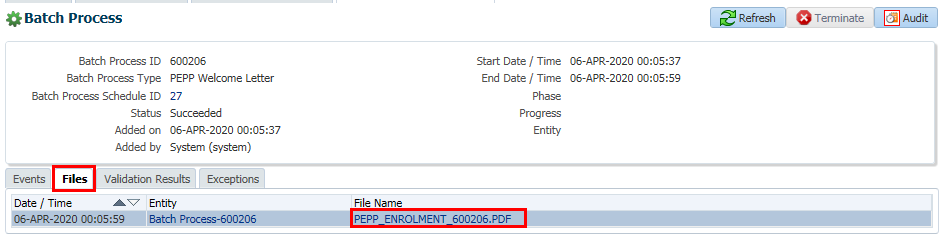 Batch Process
Refresh Terminate Audit
Batch Process ID 600206 Start Date / Time 06-APR-2020 00:05:37
Batch Process Type PEPP Welcome Letter End Date / Time 06-APR-2020 00:05:59
Batch Process Schedule ID 27 Phase
Status Succeeded Progress
Added on 06-APR-2020 00:05:37 Entity
Added by System (system)
Events Files Validation Results Exceptions
Date / Time Entity File Name
06-APR-2020 00:05:59 Batch Process-600206 PEPP_ENROLMENT_600206.PDF